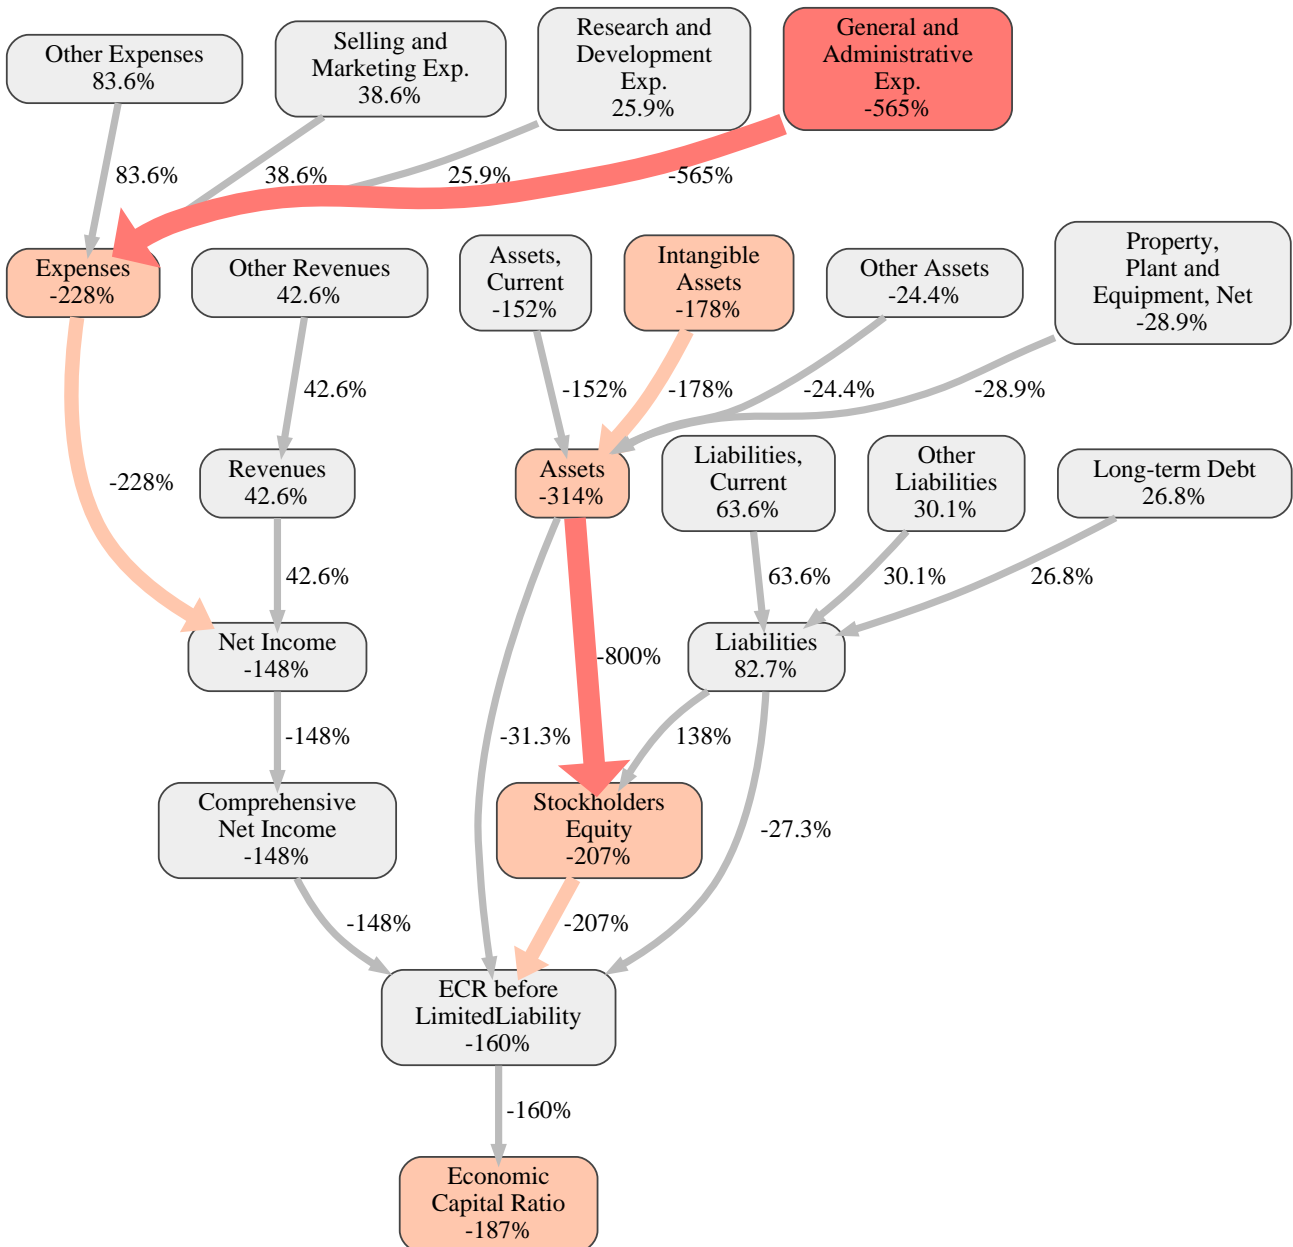 Other Expenses
83.6%
Selling and
Marketing Exp.
38.6%
Research and
Development
Exp.
25.9%
General and
Administrative
Exp.
-565%
83.6%
38.6%
25.9%
-565%
Expenses
-228%
Other Revenues
42.6%
Assets,
Current
-152%
Intangible
Assets
-178%
Other Assets
-24.4%
Property,
Plant and
Equipment, Net
-28.9%
42.6%
-152%
-178%
-24.4%
-28.9%
-228%
Revenues
42.6%
Assets
-314%
Liabilities,
Current
63.6%
Other
Liabilities
30.1%
Long-term Debt
26.8%
42.6%
63.6%
30.1%
26.8%
Net Income
-148%
-800%
Liabilities
82.7%
-148%
-31.3%
138%
Comprehensive
Net Income
-148%
Stockholders
Equity
-207%
-27.3%
-148%
-207%
ECR before
LimitedLiability
-160%
-160%
Economic
Capital Ratio
-187%